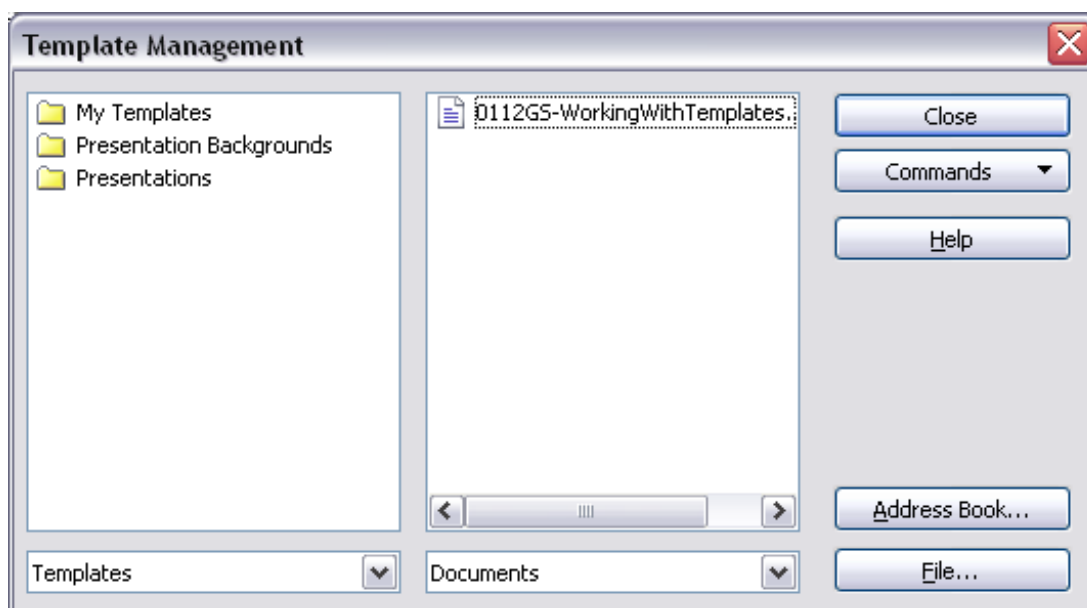 Template Management
My Templates
Presentation Backgrounds
Presentations
0112GS-WorkingWithTemplates.
Close
Commands
Help
Address Book...
File...
Templates
Documents